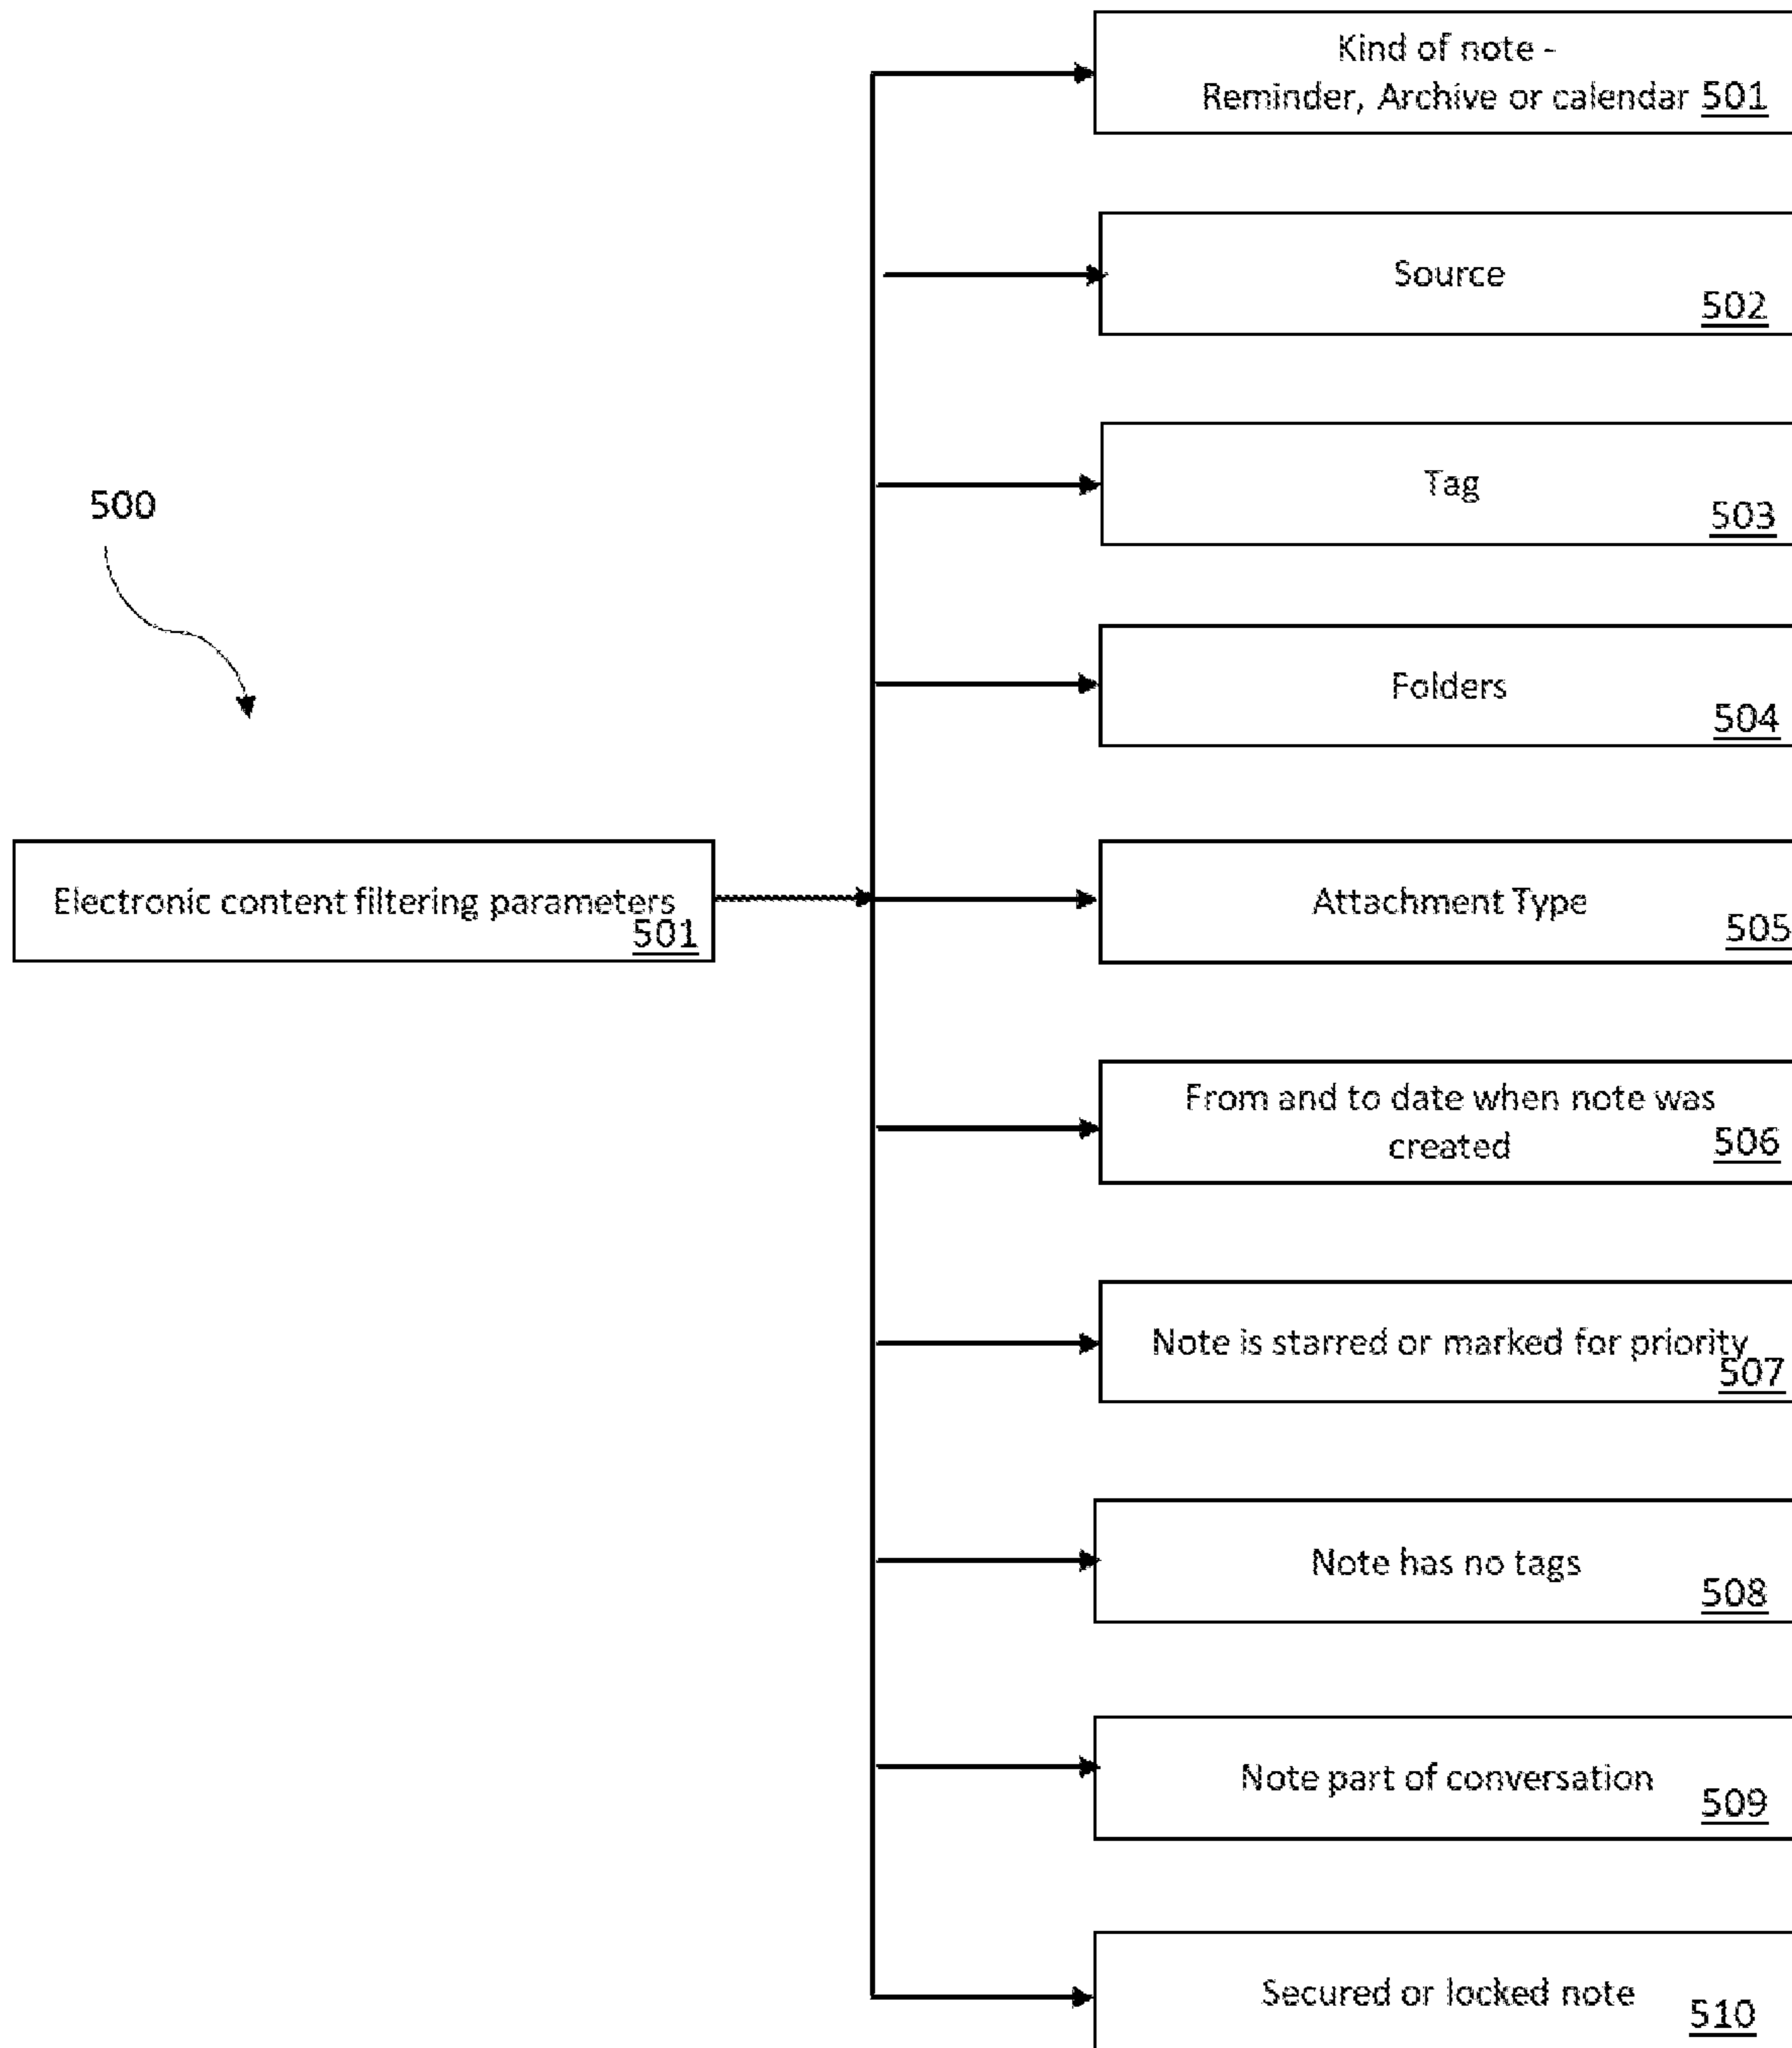 Kind of note -
Reminder, Archive or calendar 501
Source
502
Tag
503
500
Folders
504
Electronic content filtering parameters
501
Attachment Type
505
From and to date when note was
created
506
Note is starred or marked for priority
507
Note has no tags
508
Note part of conversation
509
Secured or locked note
510